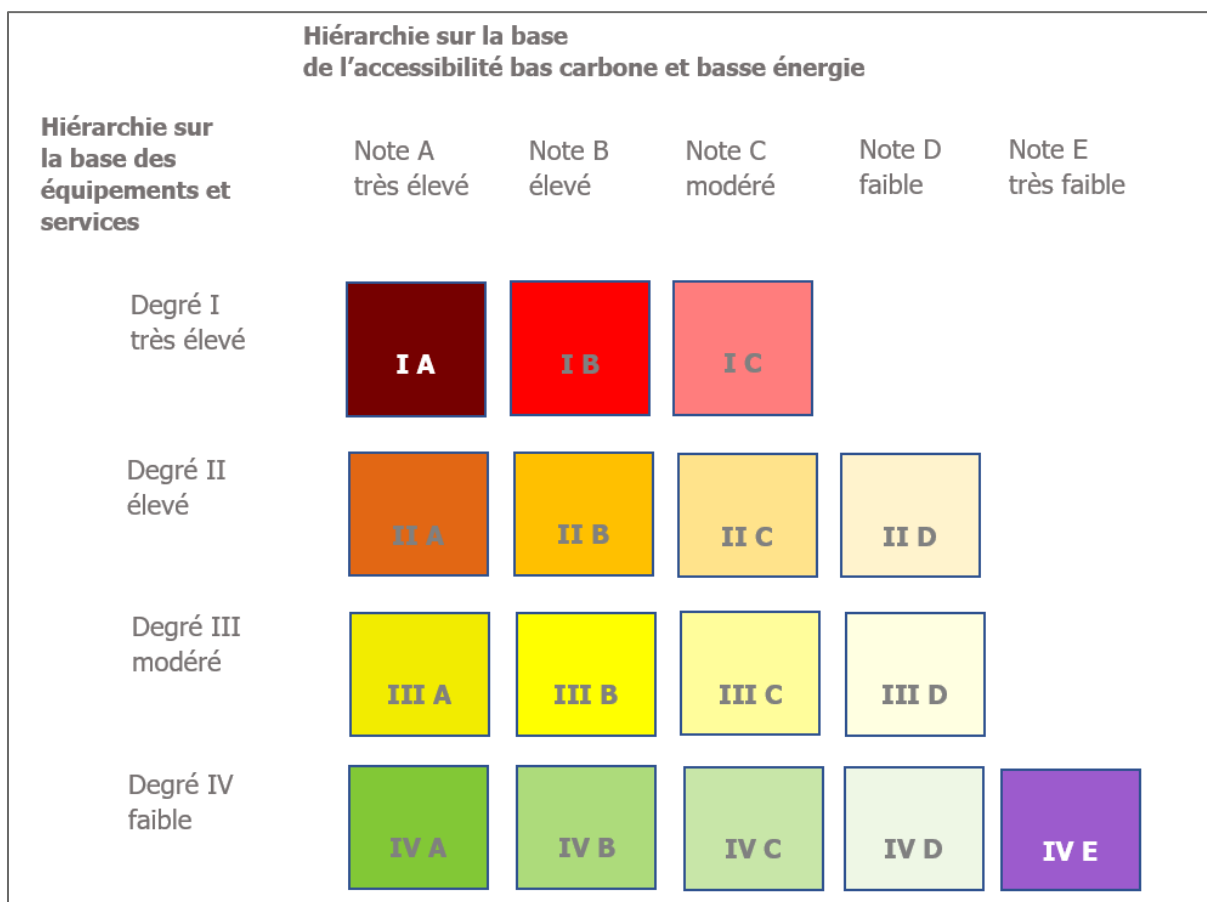 Hiérarchie sur la base
de l'accessibilité bas carbone et basse énergie
Hiérarchie sur
la base des
équipements et
services
Note A
très élevé
Note B
élevé
Note C
modéré
Note D
faible
Note E
très faible
Degré I
très élevé
I A
I B
I C
Degré II
élevé
II A
II B
II C
II D
Degré III
modéré
III A
III B
III C
III D
Degré IV
faible
IV A
IV B
IV C
IV D
IV E